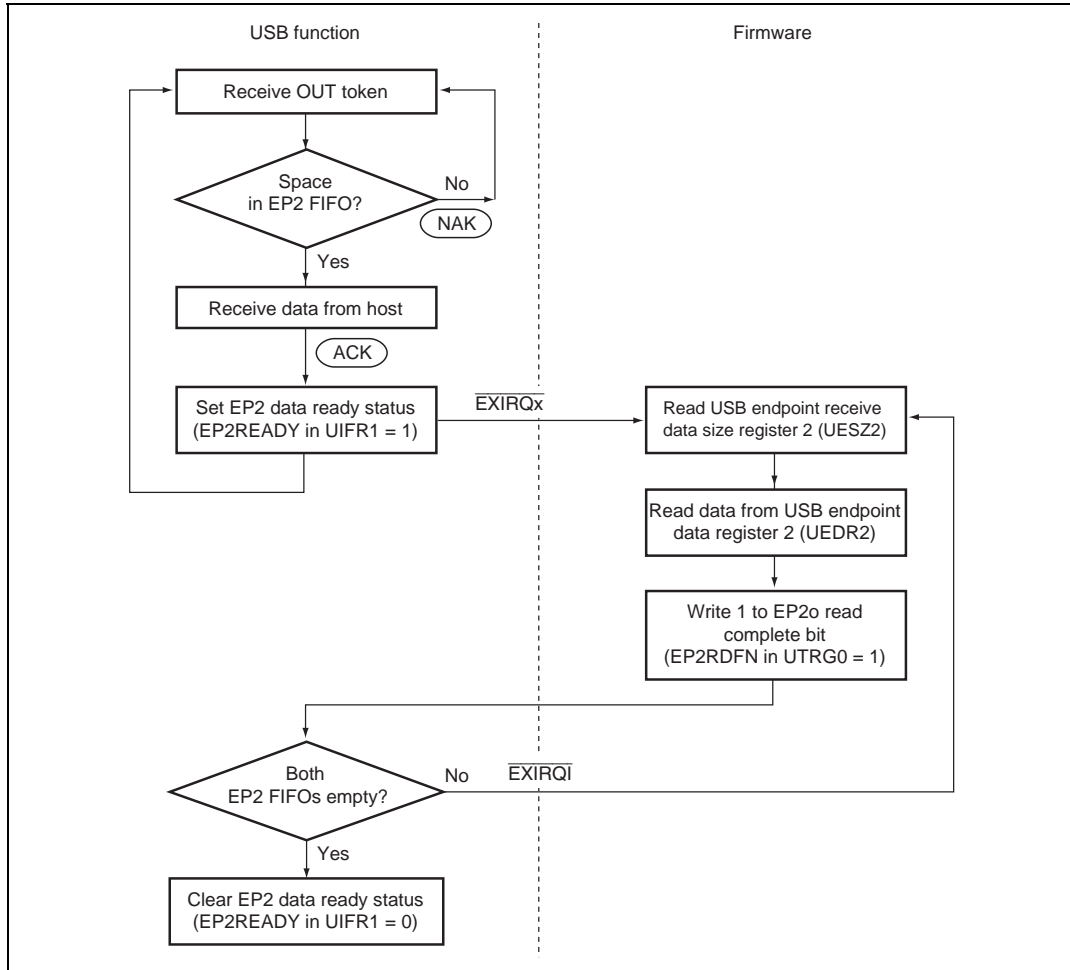 USB function
Firmware
Receive OUT token
Space
in EP2 FIFO?
No
NAK
Yes
Receive data from host
ACK
Set EP2 data ready status
(EP2READY in UIFR1 = 1)
EXIRQx
Read USB endpoint receive
data size register 2 (UESZ2)
Read data from USB endpoint
data register 2 (UEDR2)
Write 1 to EP2o read
complete bit
(EP2RDFN in UTRG0 = 1)
Both
EP2 FIFOs empty?
No
EXIRQI
Yes
Clear EP2 data ready status
(EP2READY in UIFR1 = 0)